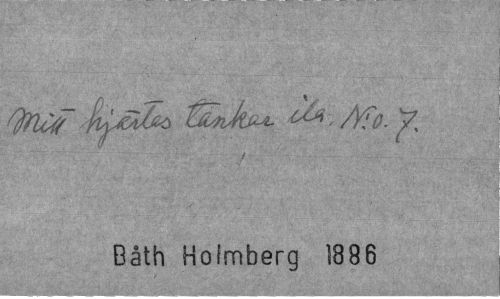 Mitt hjärtas tankar ila. N:o. 7.
Båth Holmberg 1886